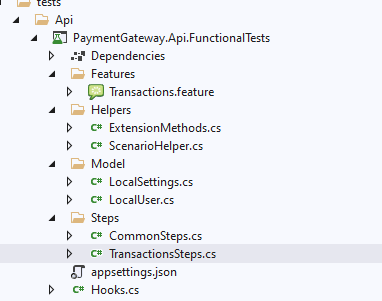 tests
Api
PaymentGateway.Api.FunctionalTests
Dependencies
Features
Transactions.feature
Helpers
C# ExtensionMethods.cs
C# ScenarioHelper.cs
Model
C# LocalSettings.cs
C# LocalUser.cs
Steps
C# CommonSteps.cs
C# TransactionsSteps.cs
appsettings.json
C# Hooks.cs